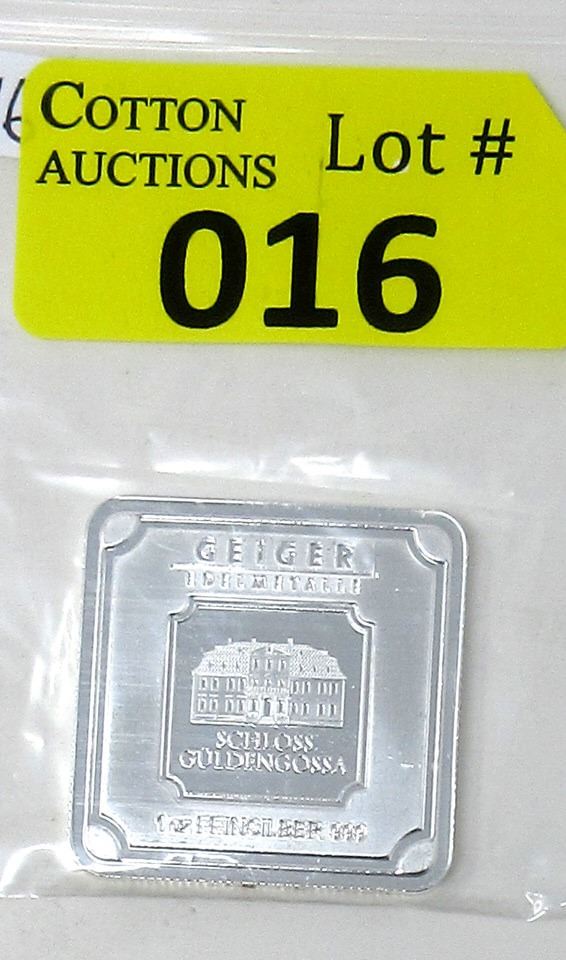 COTTON
AUCTIONS
Lot #
016
GEIGER
EDELMETALLE
SCHLOSS
GÜLDENGOSSA
1 oz FEINSILBER 999